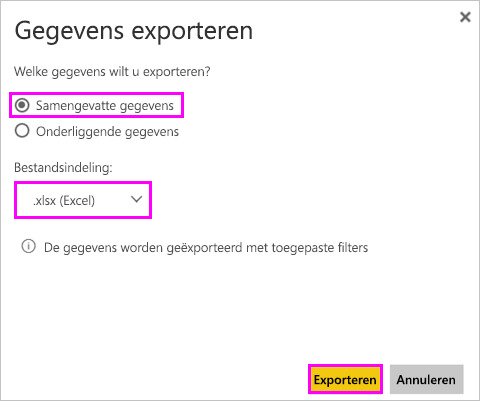 Gegevens exporteren
Welke gegevens wilt u exporteren?
Samengevatte gegevens
Onderliggende gegevens
Bestandsindeling:
.xlsx (Excel)
De gegevens worden geëxporteerd met toegepaste filters
Exporteren Annuleren